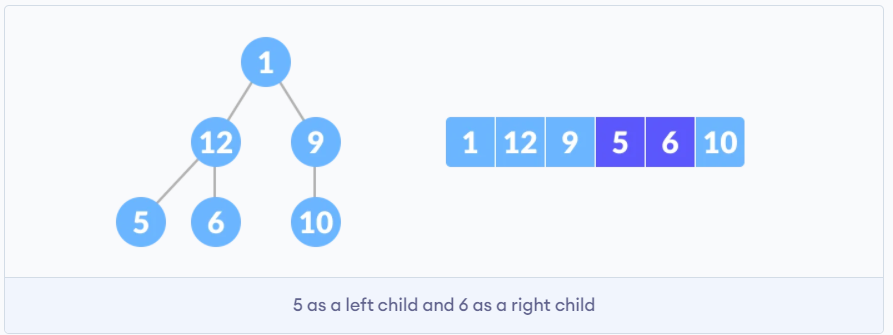 1
12 9
5 6 10
1 12 9 5 6 10
5 as a left child and 6 as a right child